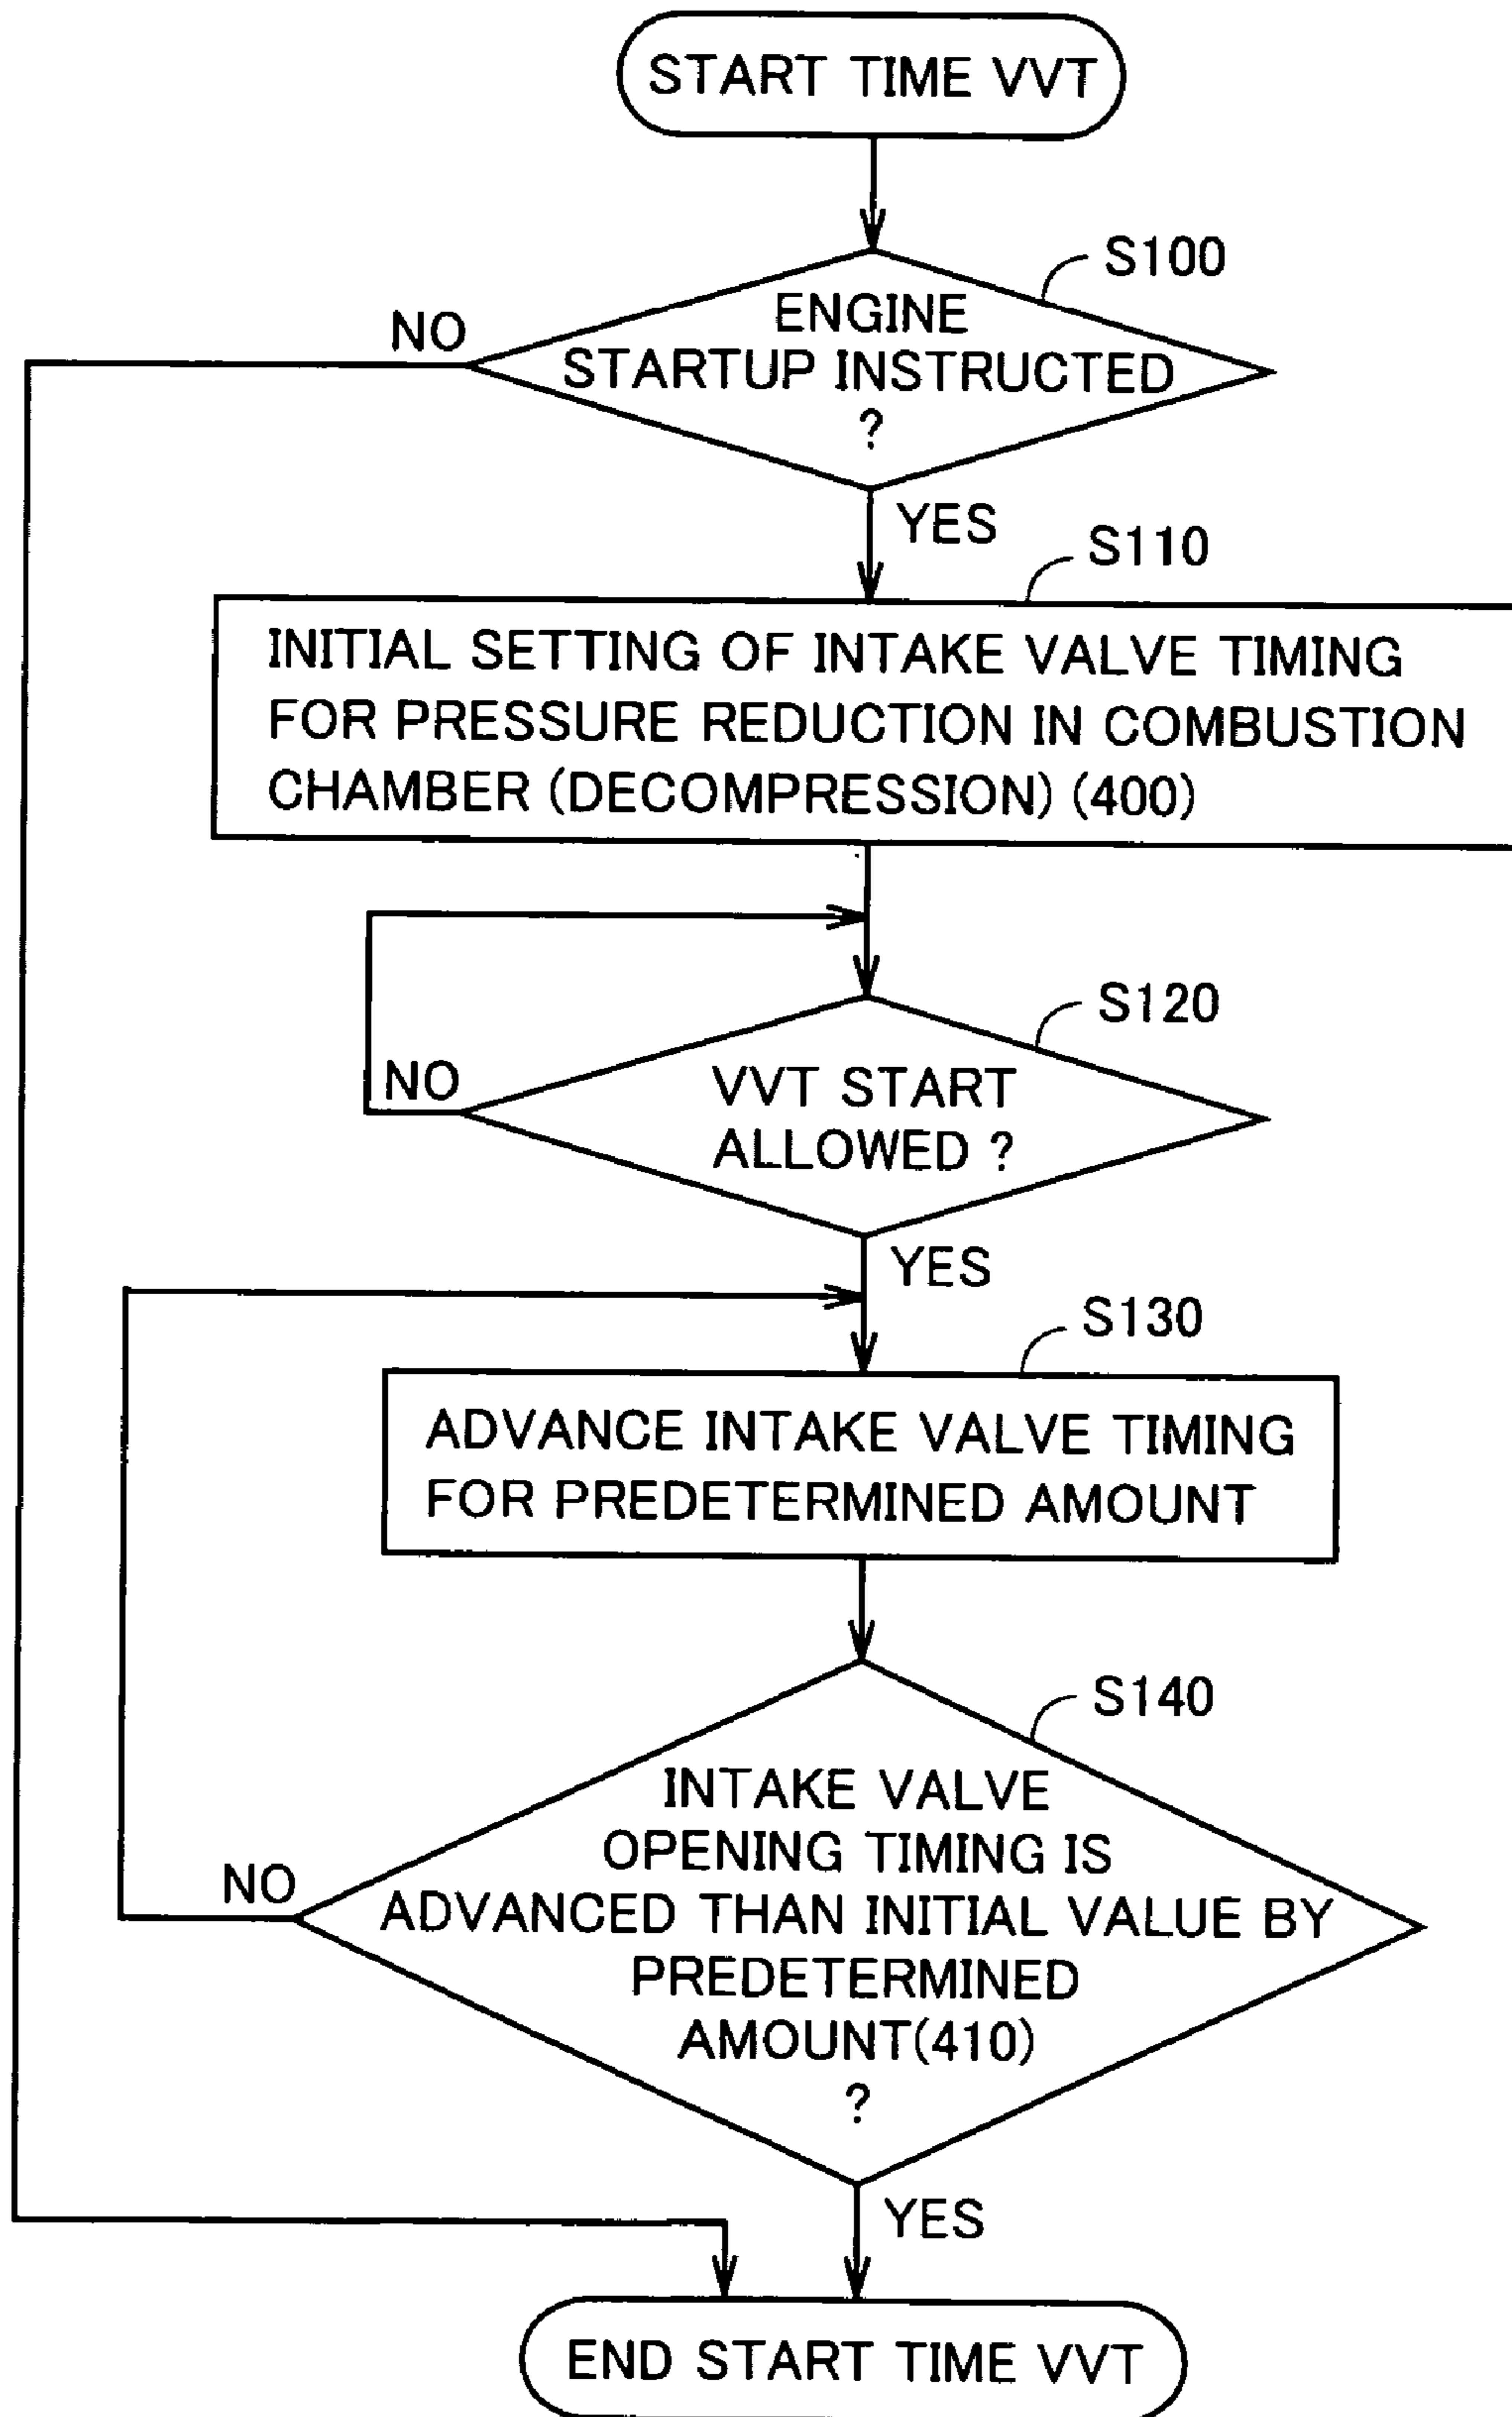 START TIME VVT
S100
NO
ENGINE
STARTUP INSTRUCTED
?
YES
S110
INITIAL SETTING OF INTAKE VALVE TIMING
FOR PRESSURE REDUCTION IN COMBUSTION
CHAMBER (DECOMPRESSION) (400)
S120
NO
VVT START
ALLOWED ?
YES
S130
ADVANCE INTAKE VALVE TIMING
FOR PREDETERMINED AMOUNT
S140
INTAKE VALVE
OPENING TIMING IS
NO
ADVANCED THAN INITIAL VALUE BY
PREDETERMINED
AMOUNT(410)
?
YES
END START TIME VVT